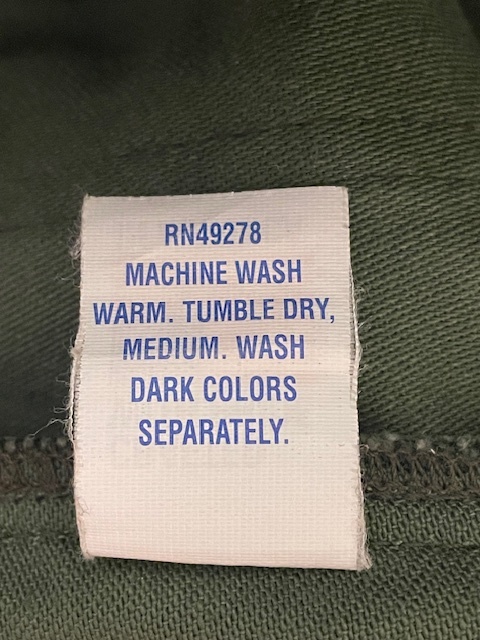 RN49278
MACHINE WASH
WARM. TUMBLE DRY,
MEDIUM. WASH
DARK COLORS
SEPARATELY.